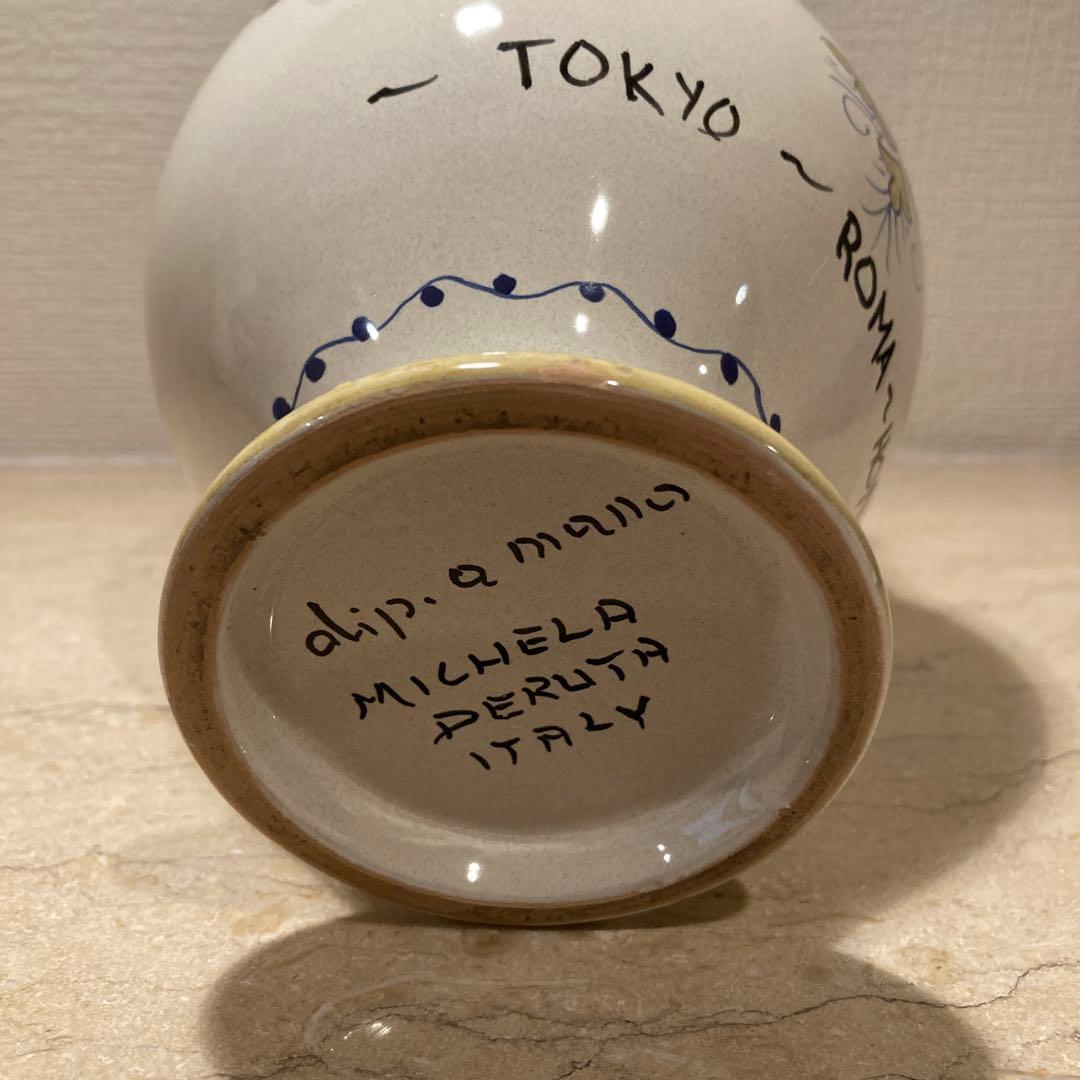 ~ TOKYO ~ ROMA ~
dip. a mano
MICHELA
DERUTA
ITALY